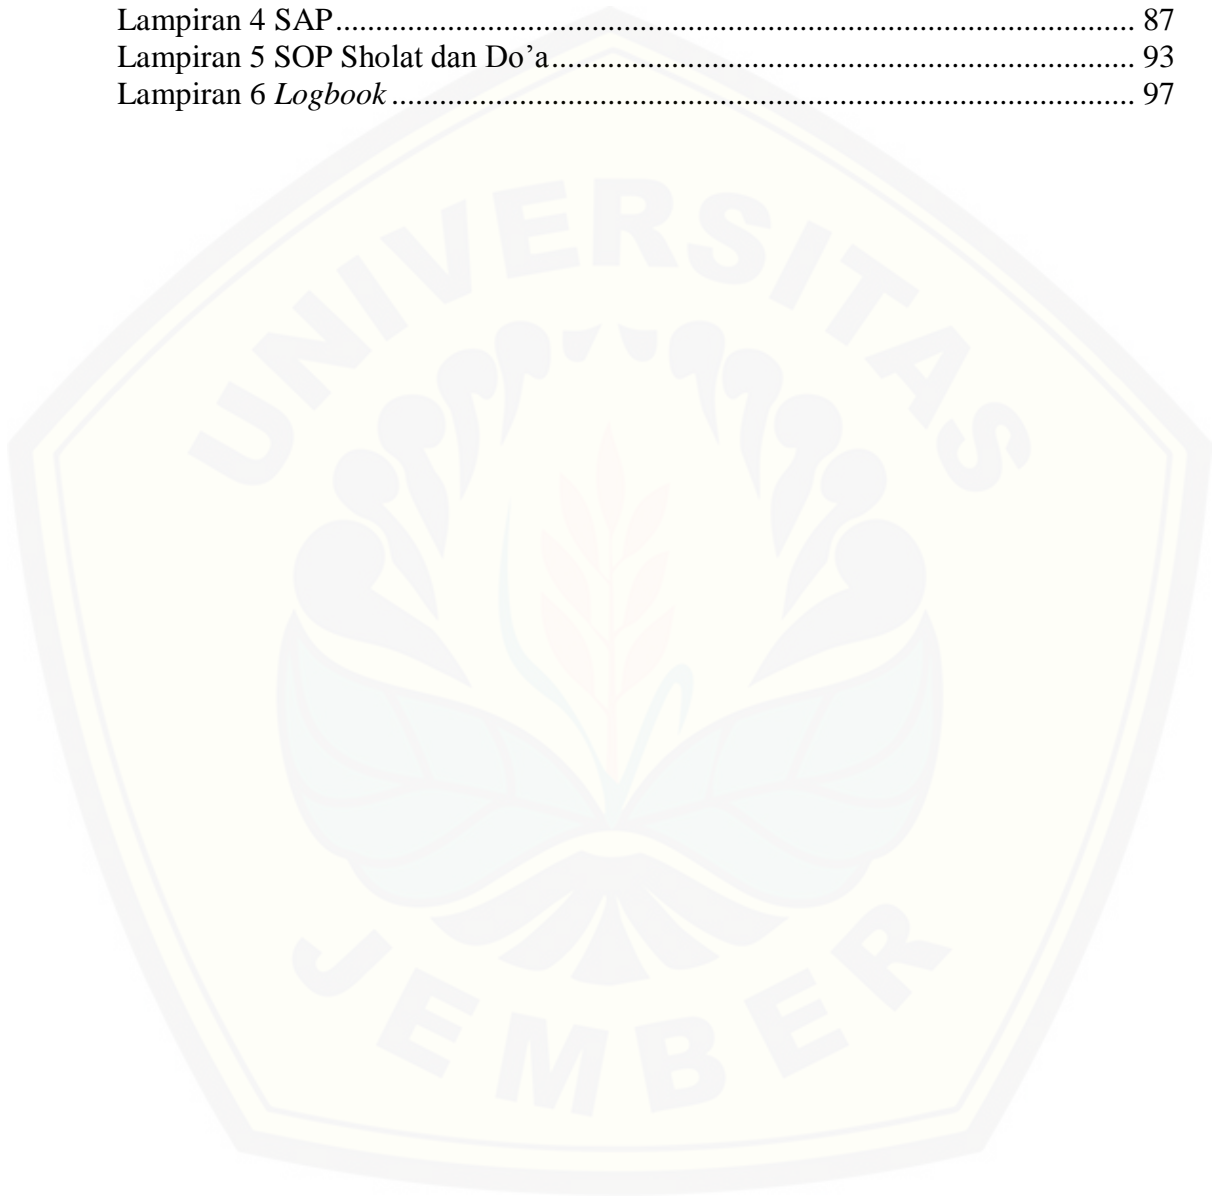 Lampiran 4 SAP........................................................................................................ 87
Lampiran 5 SOP Sholat dan Do’a............................................................................ 93
Lampiran 6 Logbook................................................................................................. 97
UNIVERSITAS
JEMBER